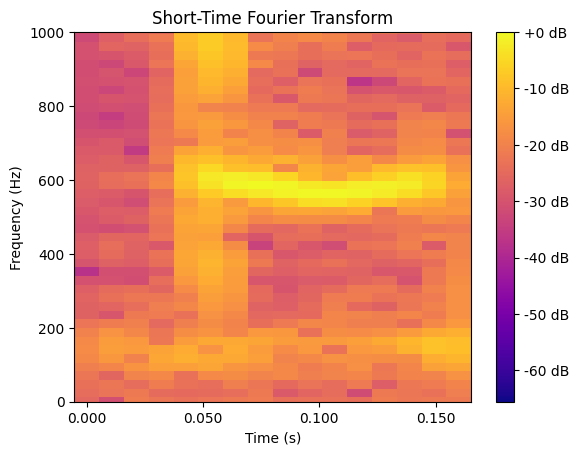 Short-Time Fourier Transform
Frequency (Hz)
1000
800
600
400
200
0
0.000
0.050
0.100
0.150
Time (s)
+0 dB
-10 dB
-20 dB
-30 dB
-40 dB
-50 dB
-60 dB